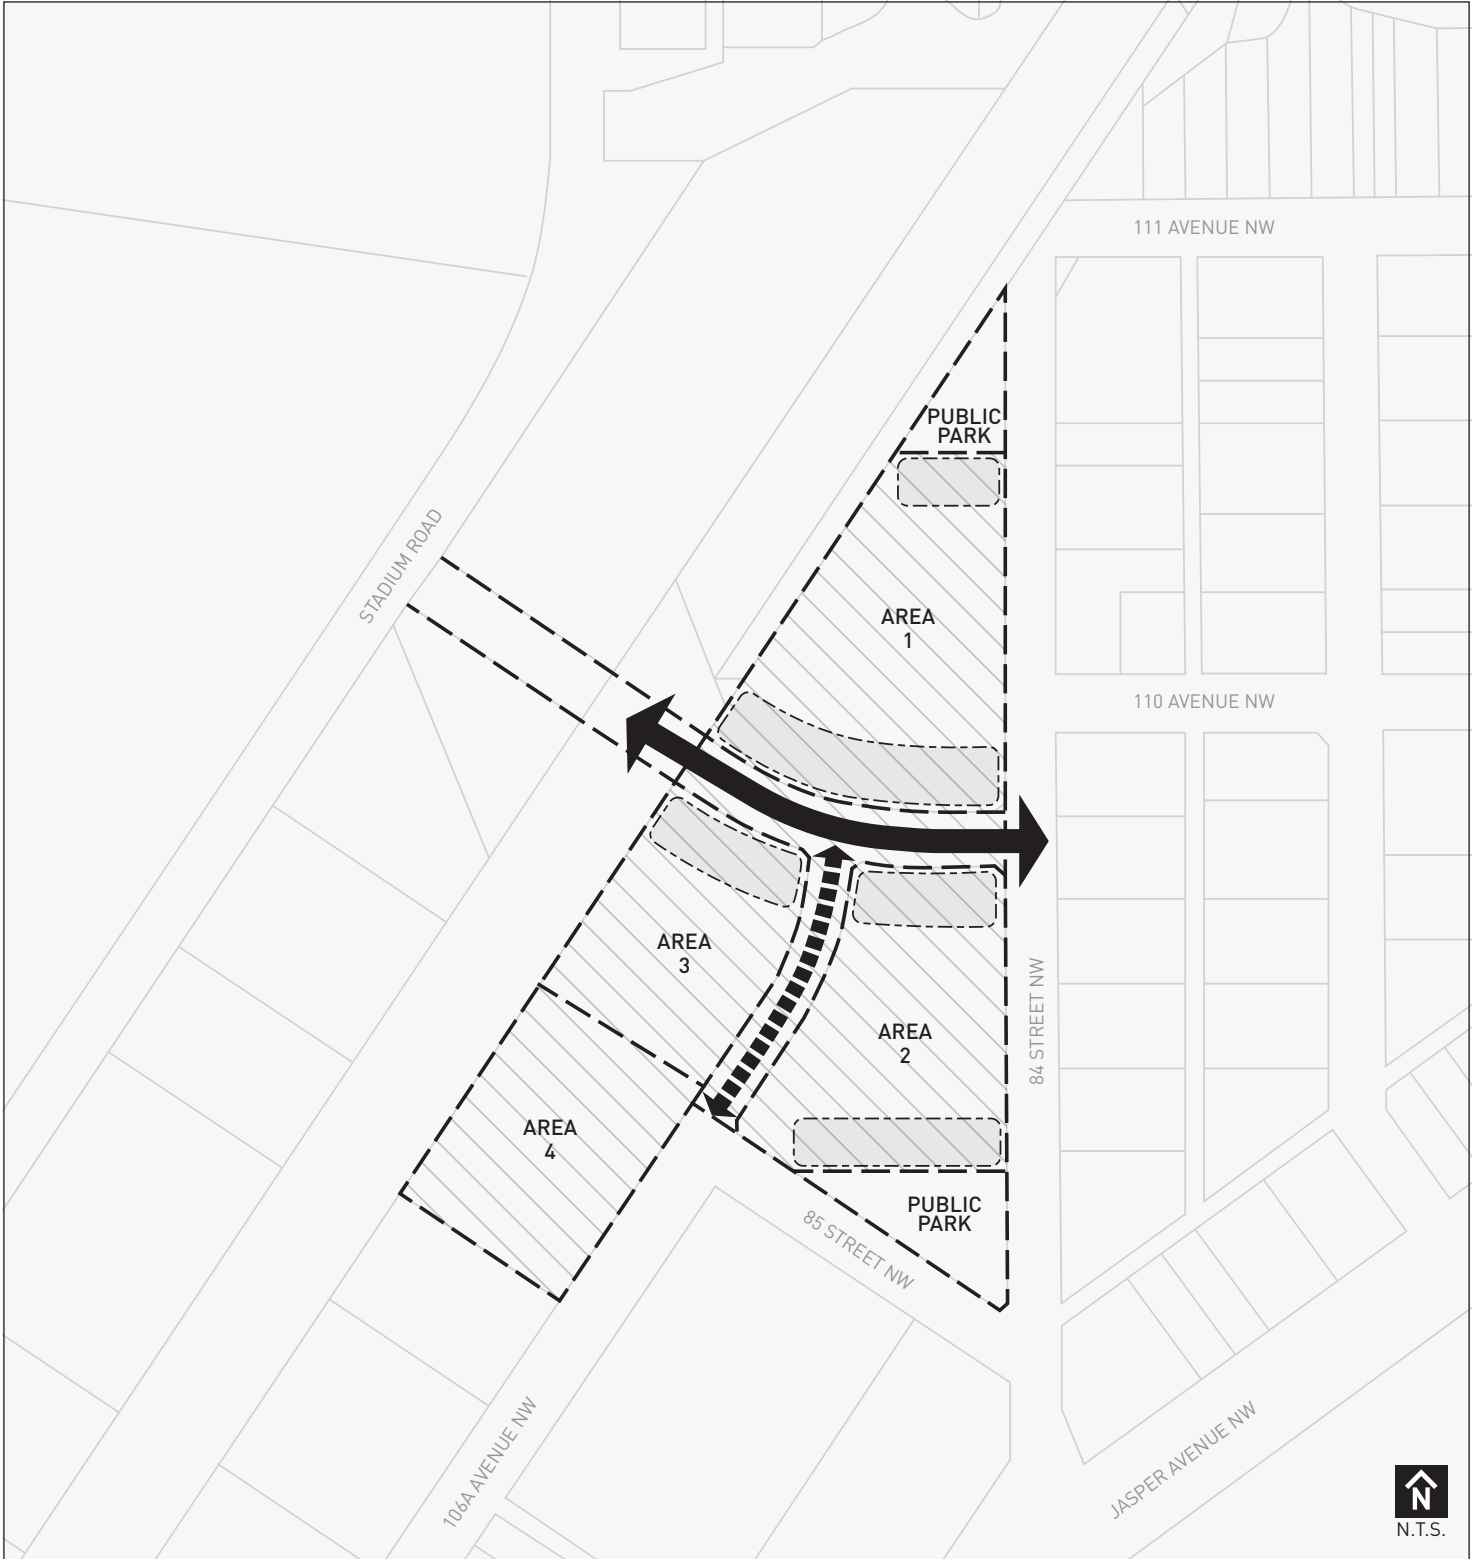 111 AVENUE NW
PUBLIC
PARK
STADIUM ROAD
AREA
1
110 AVENUE NW
AREA
3
84 STREET NW
AREA
2
AREA
4
PUBLIC
PARK
85 STREET NW
106A AVENUE NW
JASPER AVENUE NW
N
N.T.S.